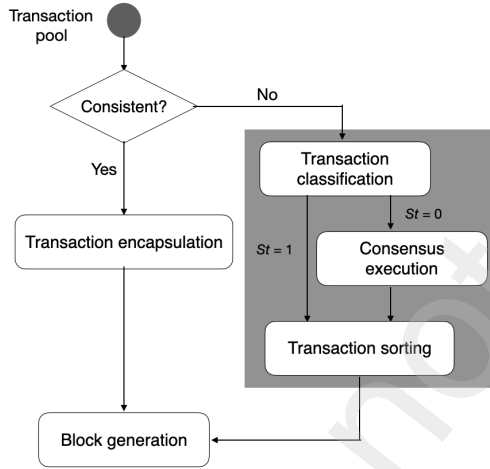 Transaction
pool
Consistent?
No
Yes
Transaction
classification
St = 0
St = 1
Transaction encapsulation
Consensus
execution
Transaction sorting
Block generation
not